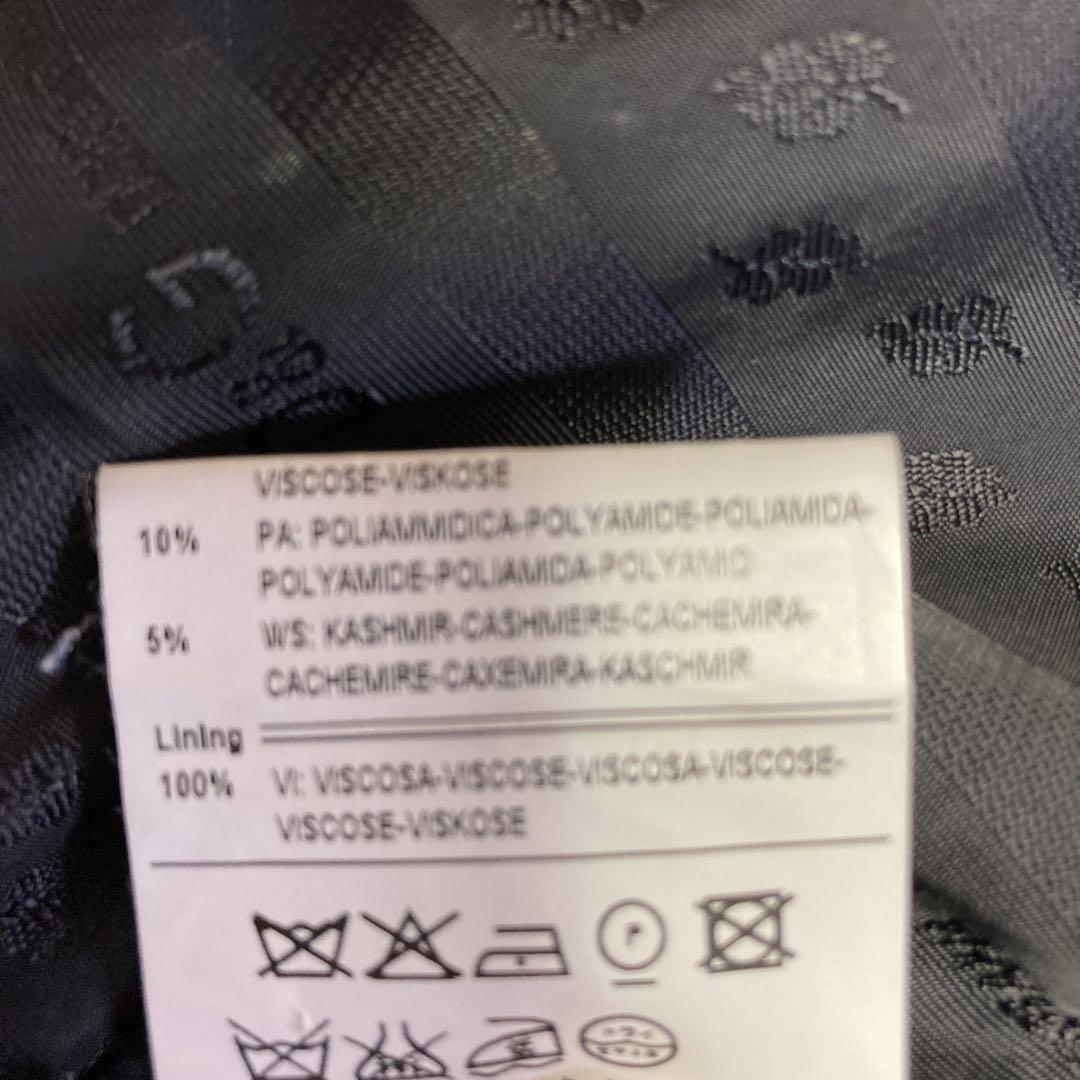 VISCOSE-VISKOSE
10% PA: POLIAMMIDICA-POLYAMIDE-POLIAMIDA-
POLYAMIDE-POLIAMIDA-POLYAMID
5% WS: KASHMIR-CASHMERE-CACHEMIRA-
CACHEMIRE-CAXEMIRA-KASCHMIR
Lining
100% VI: VISCOSA-VISCOSE-VISCOSA-VISCOSE-
VISCOSE-VISKOSE
P